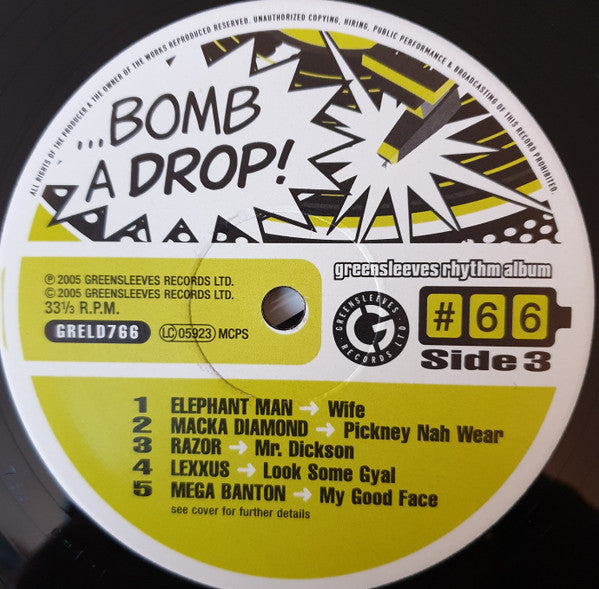 ALL RIGHTS OF THE PRODUCER & THE OWNER OF THE WORKS REPRODUCED RESERVED. UNAUTHORIZED COPYING, HIRING, PUBLIC PERFORMANCE & BROADCASTING OF THIS RECORD PROHIBITED.
...BOMB
A DROP!
℗ 2005 GREENSLEEVES RECORDS LTD.
© 2005 GREENSLEEVES RECORDS LTD.
33⅓ R.P.M.
GRELD766 LC 05923 MCPS
greensleeves rhythm album
GREENSLEEVES RECORDS LTD
G
#66
Side 3
1 ELEPHANT MAN → Wife
2 MACKA DIAMOND → Pickney Nah Wear
3 RAZOR → Mr. Dickson
4 LEXXUS → Look Some Gyal
5 MEGA BANTON → My Good Face
see cover for further details